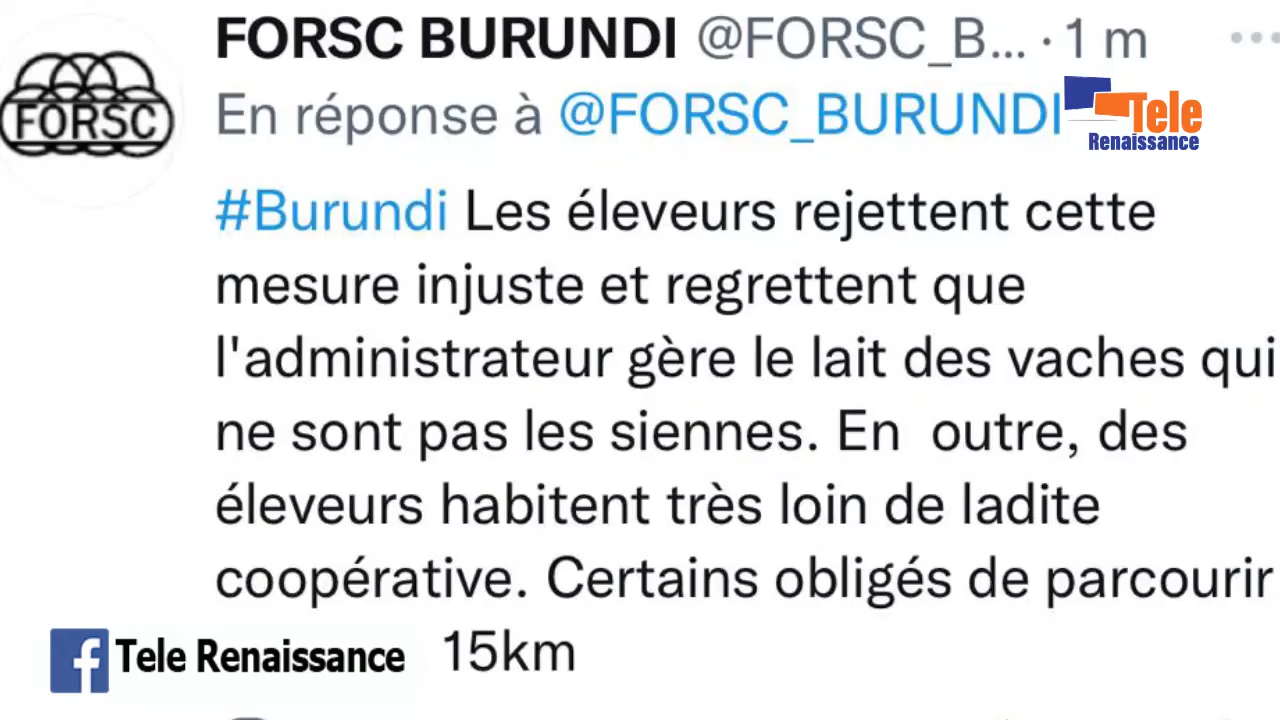 FORSC BURUNDI @FORSC_B... · 1 m
FORSC
En réponse à @FORSC_BURUNDI
Tele
Renaissance
#Burundi Les éleveurs rejettent cette
mesure injuste et regrettent que
l'administrateur gère le lait des vaches qui
ne sont pas les siennes. En  outre, des
éleveurs habitent très loin de ladite
coopérative. Certains obligés de parcourir
15km
f Tele Renaissance